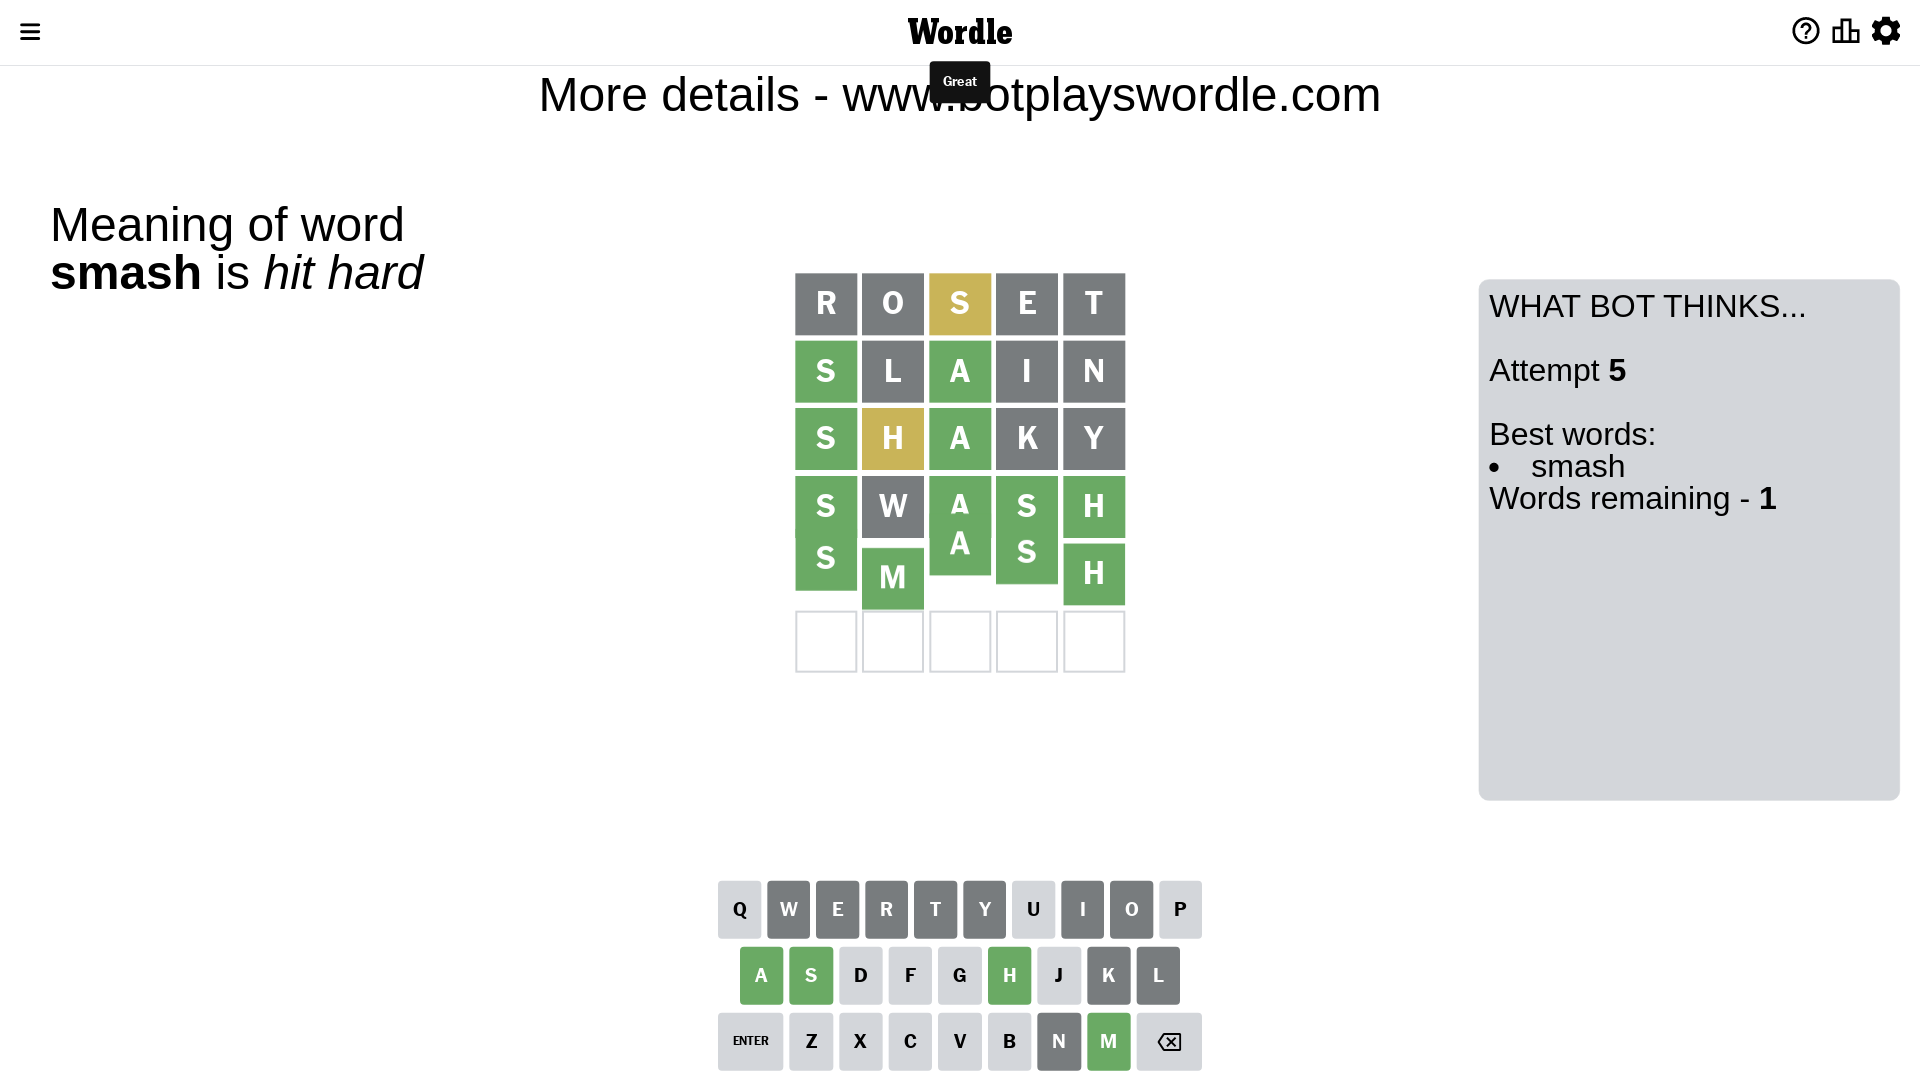 Wordle
Great
More details - www.botplayswordle.com
Meaning of word
smash is hit hard
R O S E T
S L A I N
S H A K Y
S W A S H
S M A S H
WHAT BOT THINKS...
Attempt 5
Best words:
• smash
Words remaining - 1
Q W E R T Y U I O P
A S D F G H J K L
ENTER Z X C V B N M